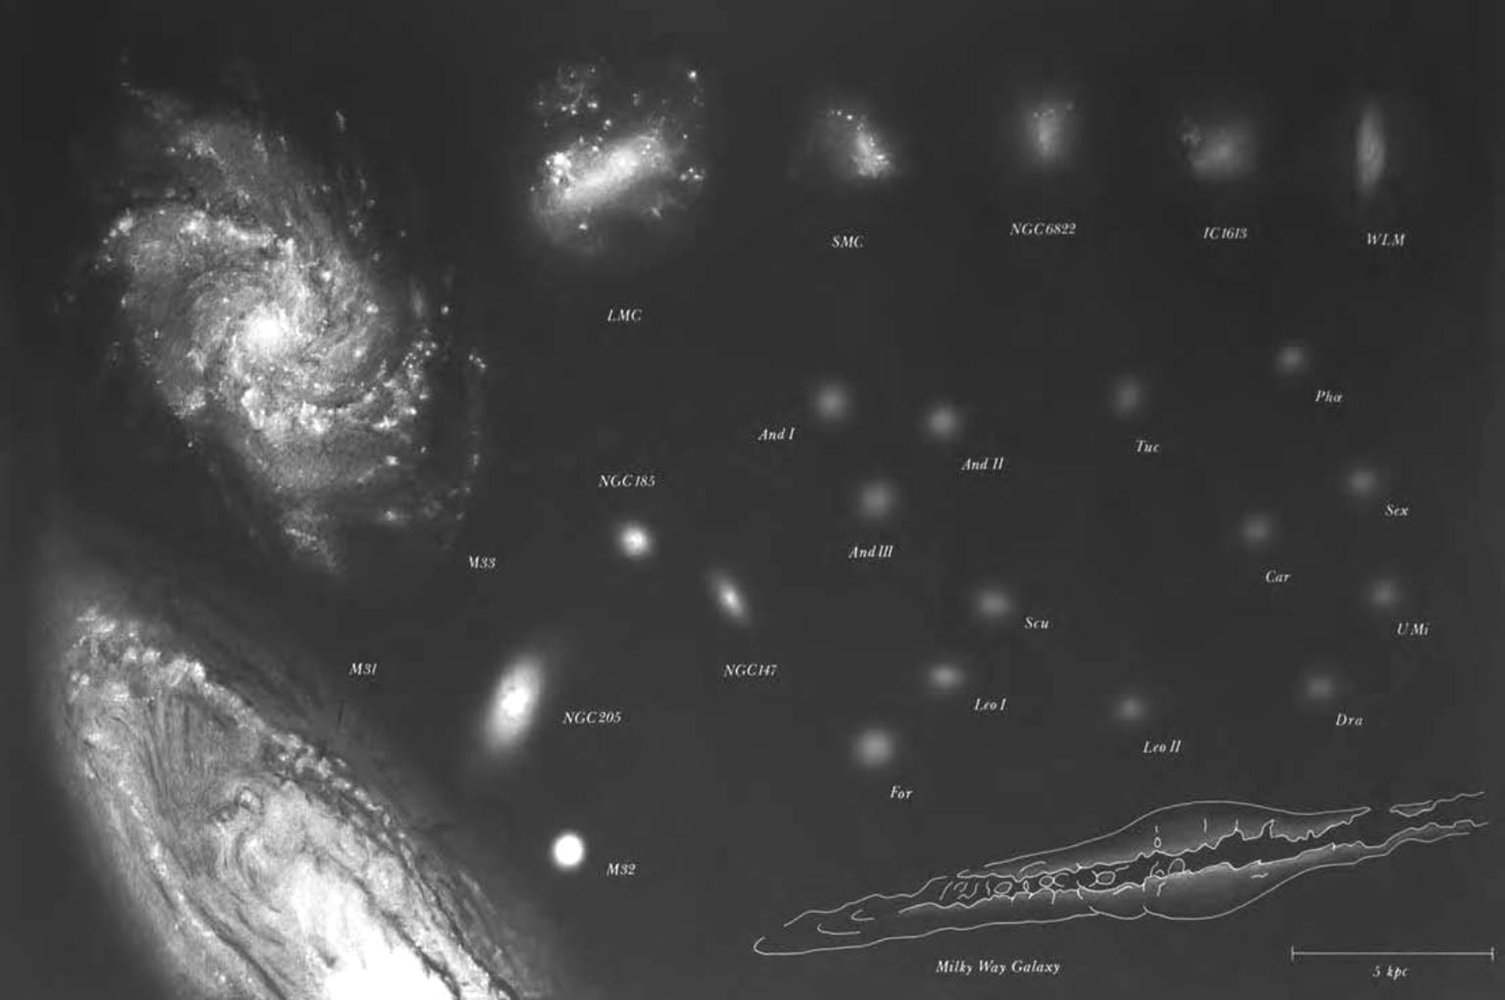 SMC
NGC6822
IC1613
WLM
LMC
Phœ
And I
And II
Tuc
NGC185
Sex
And III
M33
Car
Scu
UMi
M31
NGC147
NGC205
Leo I
Dra
Leo II
For
M32
Milky Way Galaxy
5 kpc